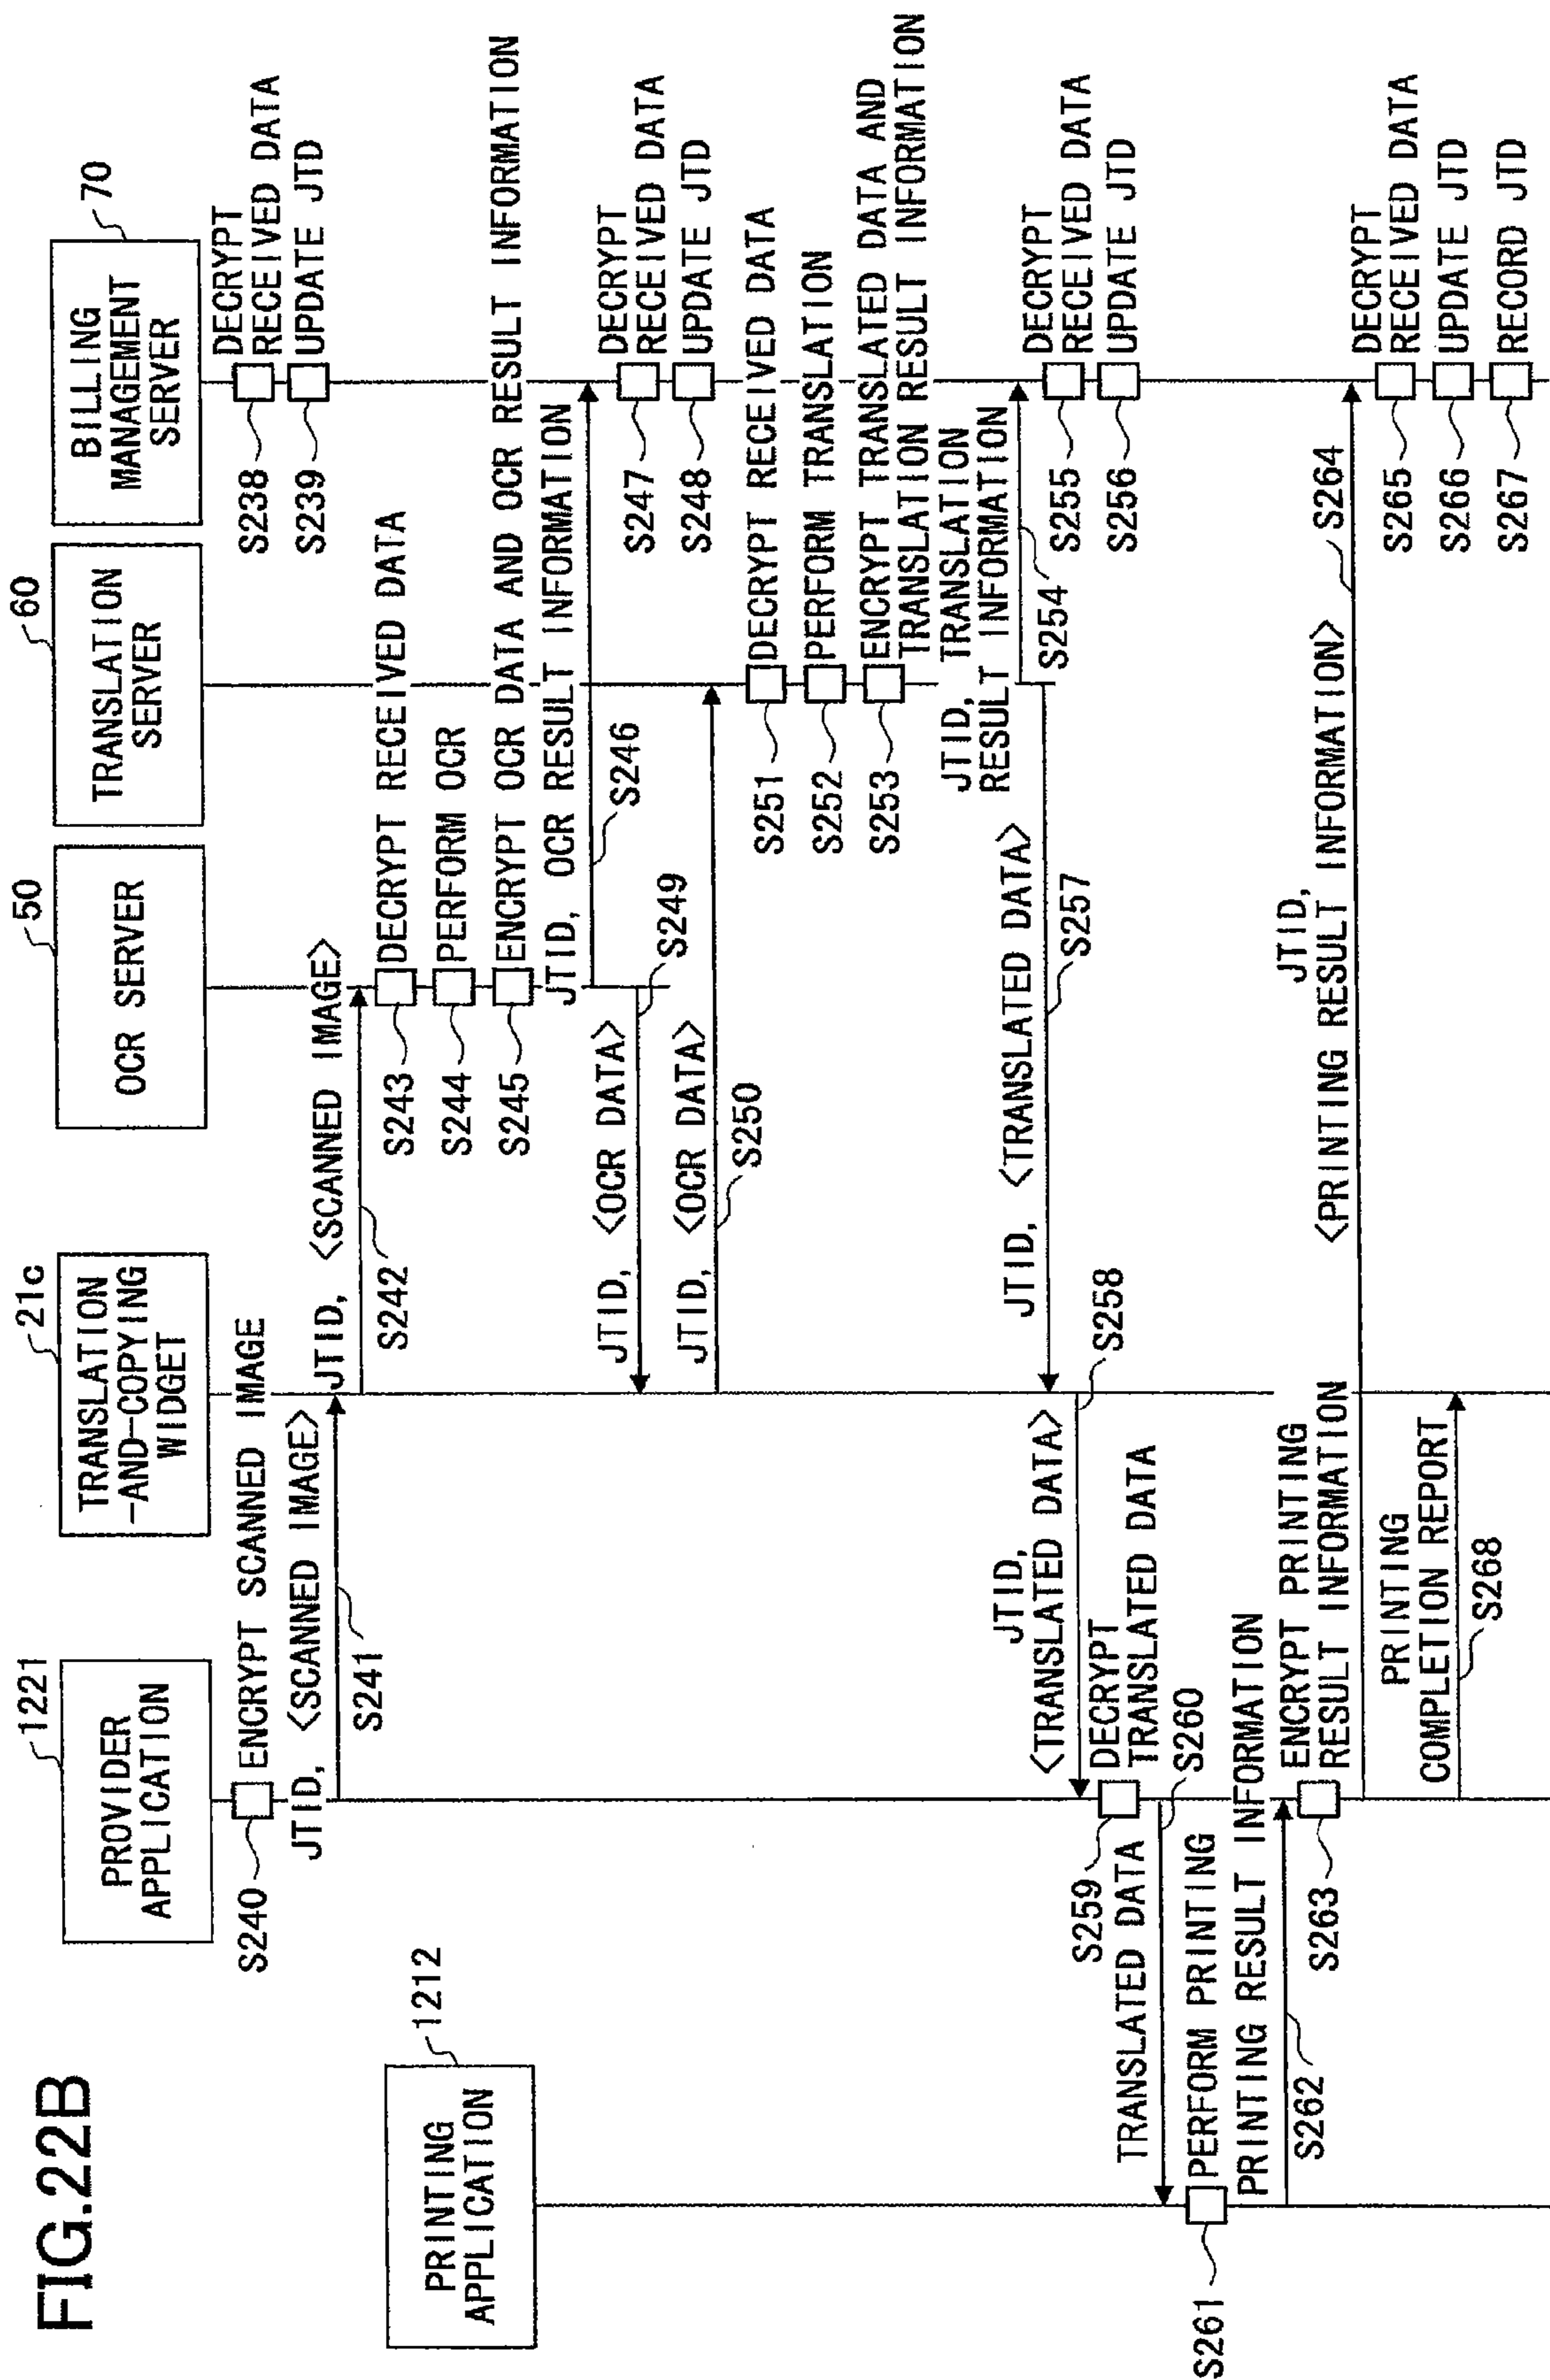 FIG.22B
PRINTING
APPLICATION
1212
PROVIDER
APPLICATION
1221
TRANSLATION
-AND-COPYING
WIDGET
21c
OCR SERVER
50
TRANSLATION
SERVER
60
BILLING
MANAGEMENT
SERVER
70
DECRYPT
RECEIVED DATA
S238
UPDATE JTD
S239
S240
ENCRYPT SCANNED IMAGE
JTID, <SCANNED IMAGE>
S241
JTID, <SCANNED IMAGE>
S242
DECRYPT RECEIVED DATA
S243
PERFORM OCR
S244
ENCRYPT OCR DATA AND OCR RESULT INFORMATION
S245
JTID, OCR RESULT INFORMATION
S246
DECRYPT
RECEIVED DATA
S247
UPDATE JTD
S248
JTID, <OCR DATA>
S249
JTID, <OCR DATA>
S250
DECRYPT RECEIVED DATA
S251
PERFORM TRANSLATION
S252
ENCRYPT TRANSLATED DATA AND
TRANSLATION RESULT INFORMATION
S253
JTID, TRANSLATION
RESULT INFORMATION
S254
DECRYPT
RECEIVED DATA
S255
UPDATE JTD
S256
JTID, <TRANSLATED DATA>
S257
JTID,
<TRANSLATED DATA>
S258
DECRYPT
TRANSLATED DATA
S259
TRANSLATED DATA
S260
PERFORM PRINTING
S261
PRINTING RESULT INFORMATION
S262
ENCRYPT PRINTING
RESULT INFORMATION
S263
JTID,
<PRINTING RESULT INFORMATION>
S264
DECRYPT
RECEIVED DATA
S265
UPDATE JTD
S266
RECORD JTD
S267
PRINTING
COMPLETION REPORT
S268